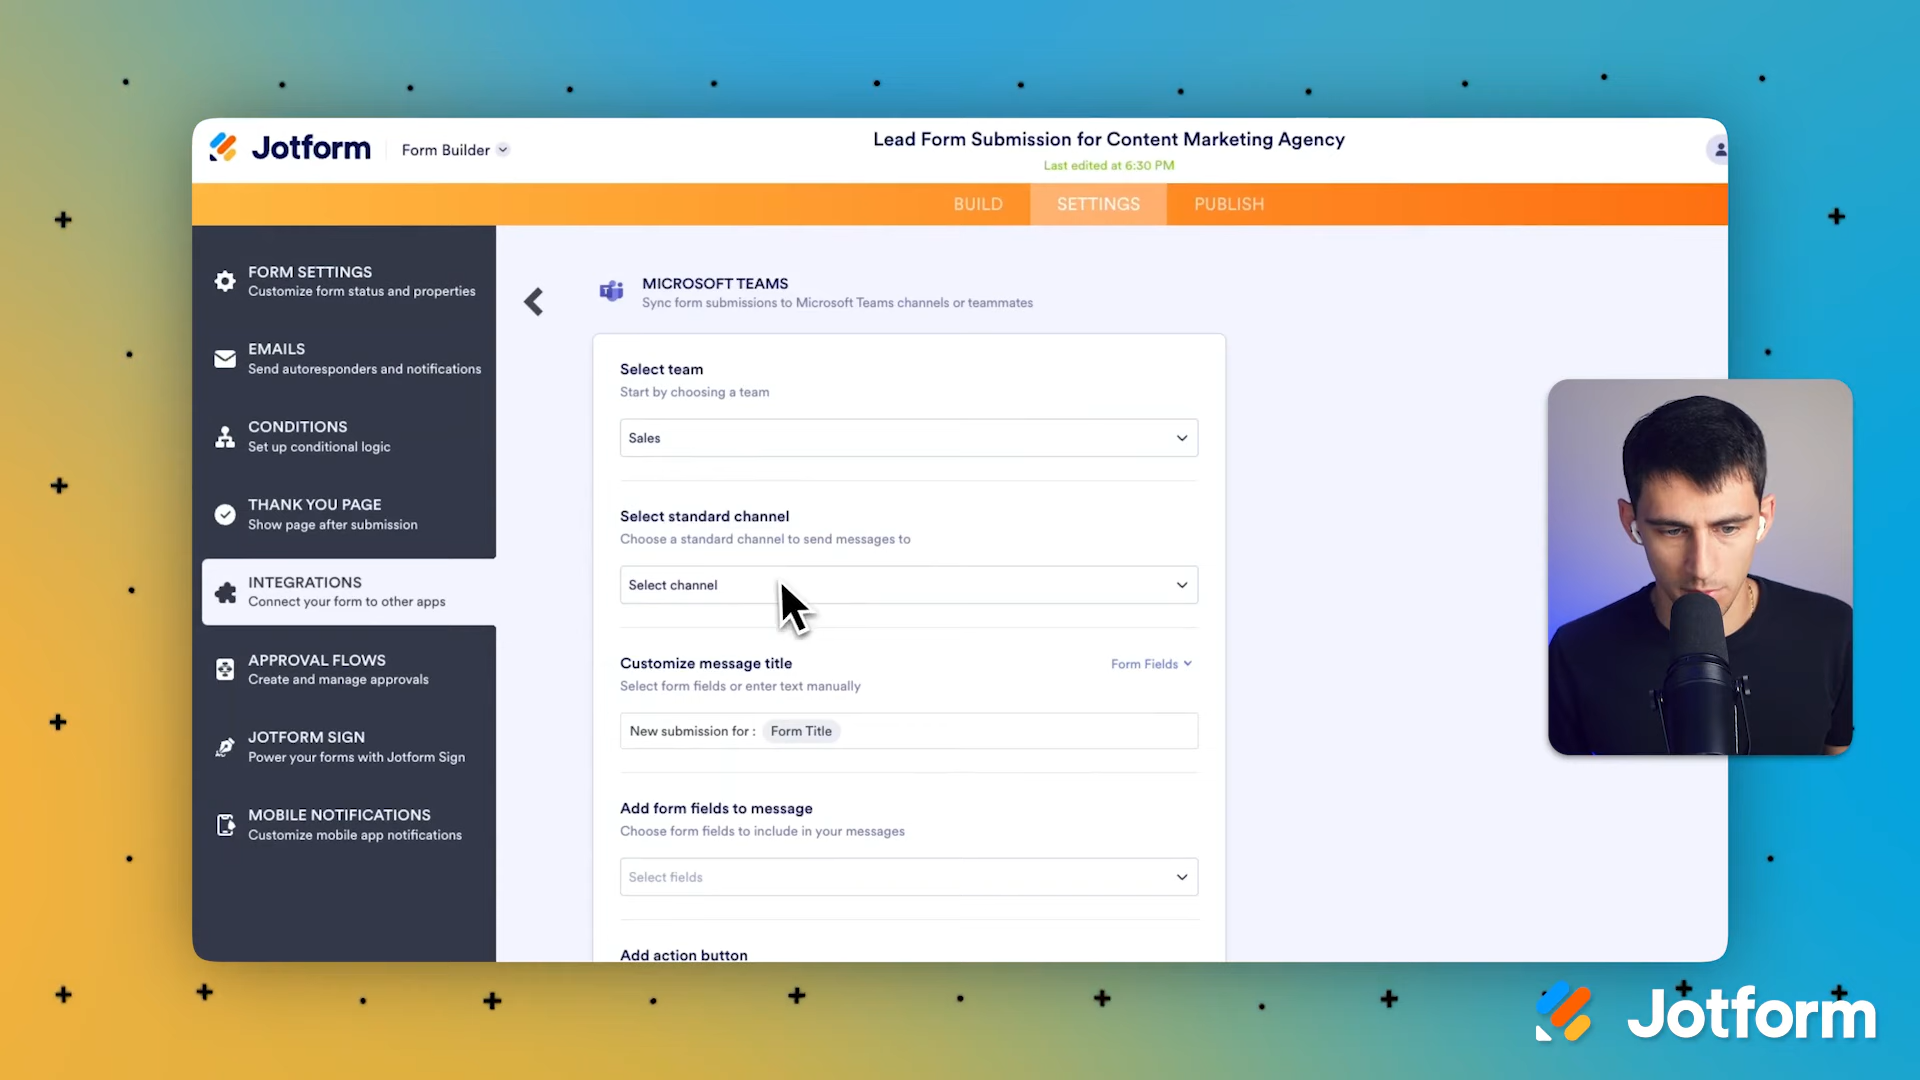 Jotform
Form Builder
Lead Form Submission for Content Marketing Agency
Last edited at 6:30 PM
BUILD
SETTINGS
PUBLISH
FORM SETTINGS
Customize form status and properties
EMAILS
Send autoresponders and notifications
CONDITIONS
Set up conditional logic
THANK YOU PAGE
Show page after submission
INTEGRATIONS
Connect your form to other apps
APPROVAL FLOWS
Create and manage approvals
JOTFORM SIGN
Power your forms with Jotform Sign
MOBILE NOTIFICATIONS
Customize mobile app notifications
MICROSOFT TEAMS
Sync form submissions to Microsoft Teams channels or teammates
Select team
Start by choosing a team
Sales
Select standard channel
Choose a standard channel to send messages to
Select channel
Customize message title
Form Fields
Select form fields or enter text manually
New submission for : Form Title
Add form fields to message
Choose form fields to include in your messages
Select fields
Add action button
Jotform